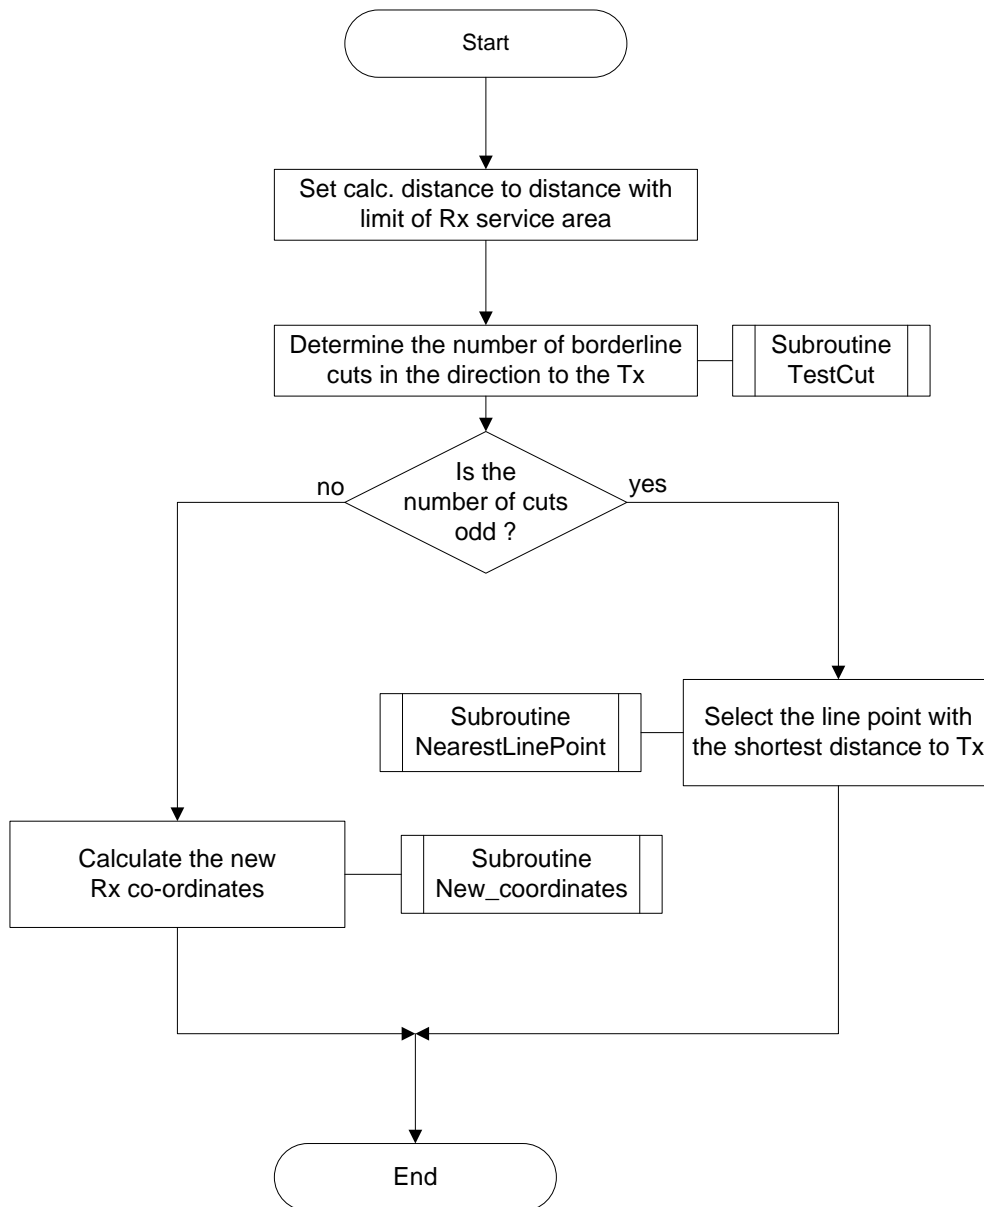 Start
Set calc. distance to distance with
limit of Rx service area
Determine the number of borderline
cuts in the direction to the Tx
Subroutine
TestCut
Is the
number of cuts
odd ?
no
yes
Subroutine
NearestLinePoint
Select the line point with
the shortest distance to Tx
Calculate the new
Rx co-ordinates
Subroutine
New_coordinates
End